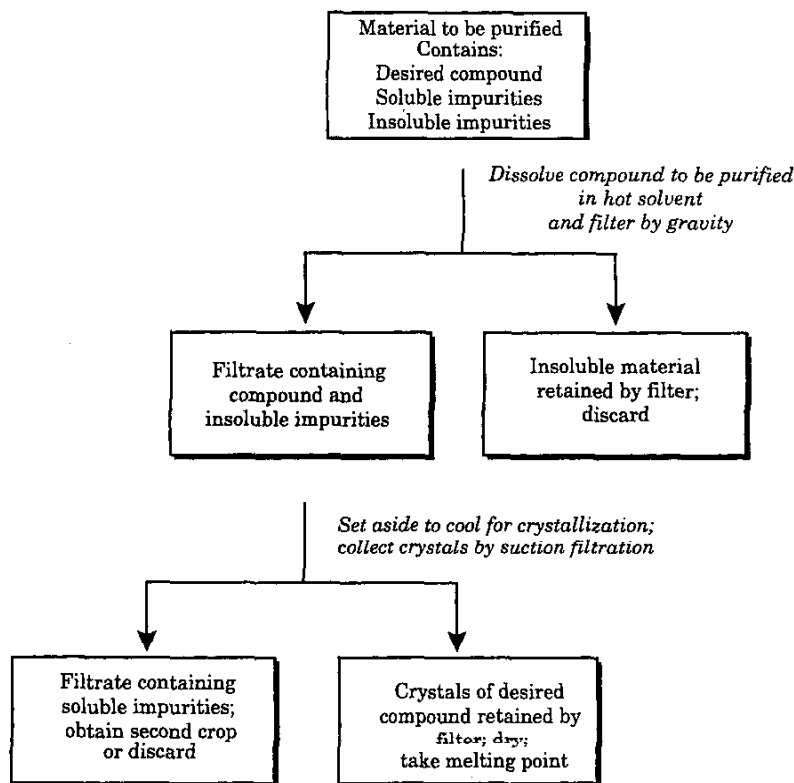 Material to be purified
Contains:
Desired compound
Soluble impurities
Insoluble impurities
Dissolve compound to be purified
in hot solvent
and filter by gravity
Filtrate containing
compound and
insoluble impurities
Insoluble material
retained by filter;
discard
Set aside to cool for crystallization;
collect crystals by suction filtration
Filtrate containing
soluble impurities;
obtain second crop
or discard
Crystals of desired
compound retained by
filter; dry;
take melting point